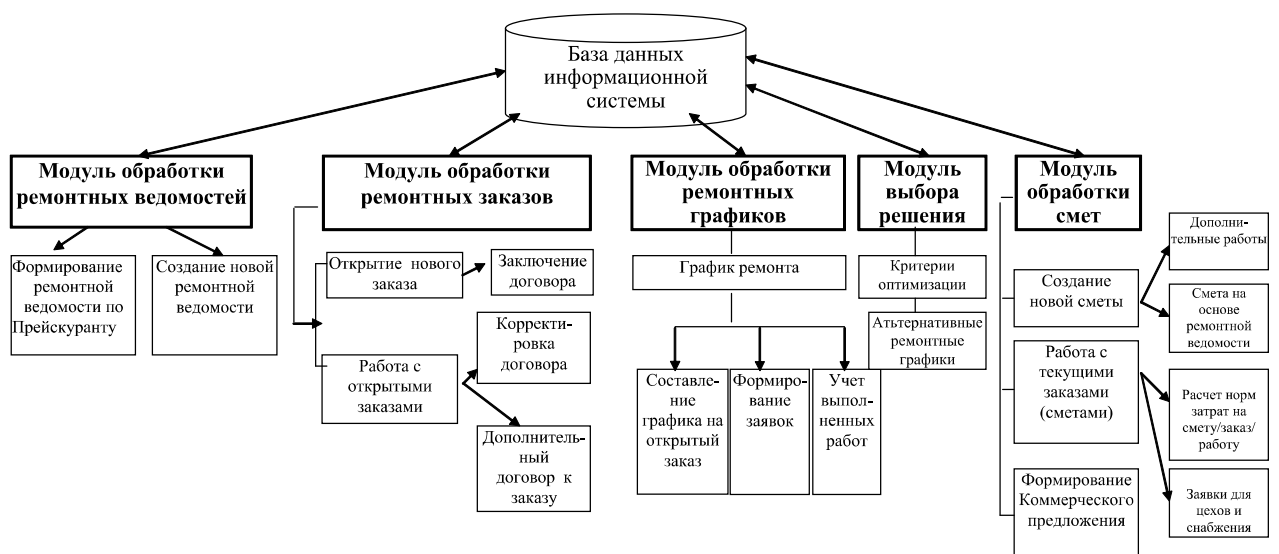 База данных
информационной
системы
Модуль обработки
ремонтных ведомостей
Формирование
ремонтной
ведомости по
Прейскуранту
Создание новой
ремонтной
ведомости
Модуль обработки
ремонтных заказов
Открытие нового
заказа
Заключение
договора
Работа с
открытыми
заказами
Корректи-
ровка
договора
Дополнитель-
ный
договор к
заказу
Модуль обработки
ремонтных
графиков
График ремонта
Составле-
ние
графика на
открытый
заказ
Формиро-
вание
заявок
Учет
выпол-
ненных
работ
Модуль
выбора
решения
Критерии
оптимизации
Атьтернативные
ремонтные
графики
Модуль
обработки
смет
Создание
новой сметы
Дополни-
тельные работы
Смета на
основе
ремонтной
ведомости
Работа с
текущими
заказами
(сметами)
Расчет норм
затрат на
смету/заказ/
работу
Заявки для
цехов и
снабжения
Формирование
Коммерческого
предложения